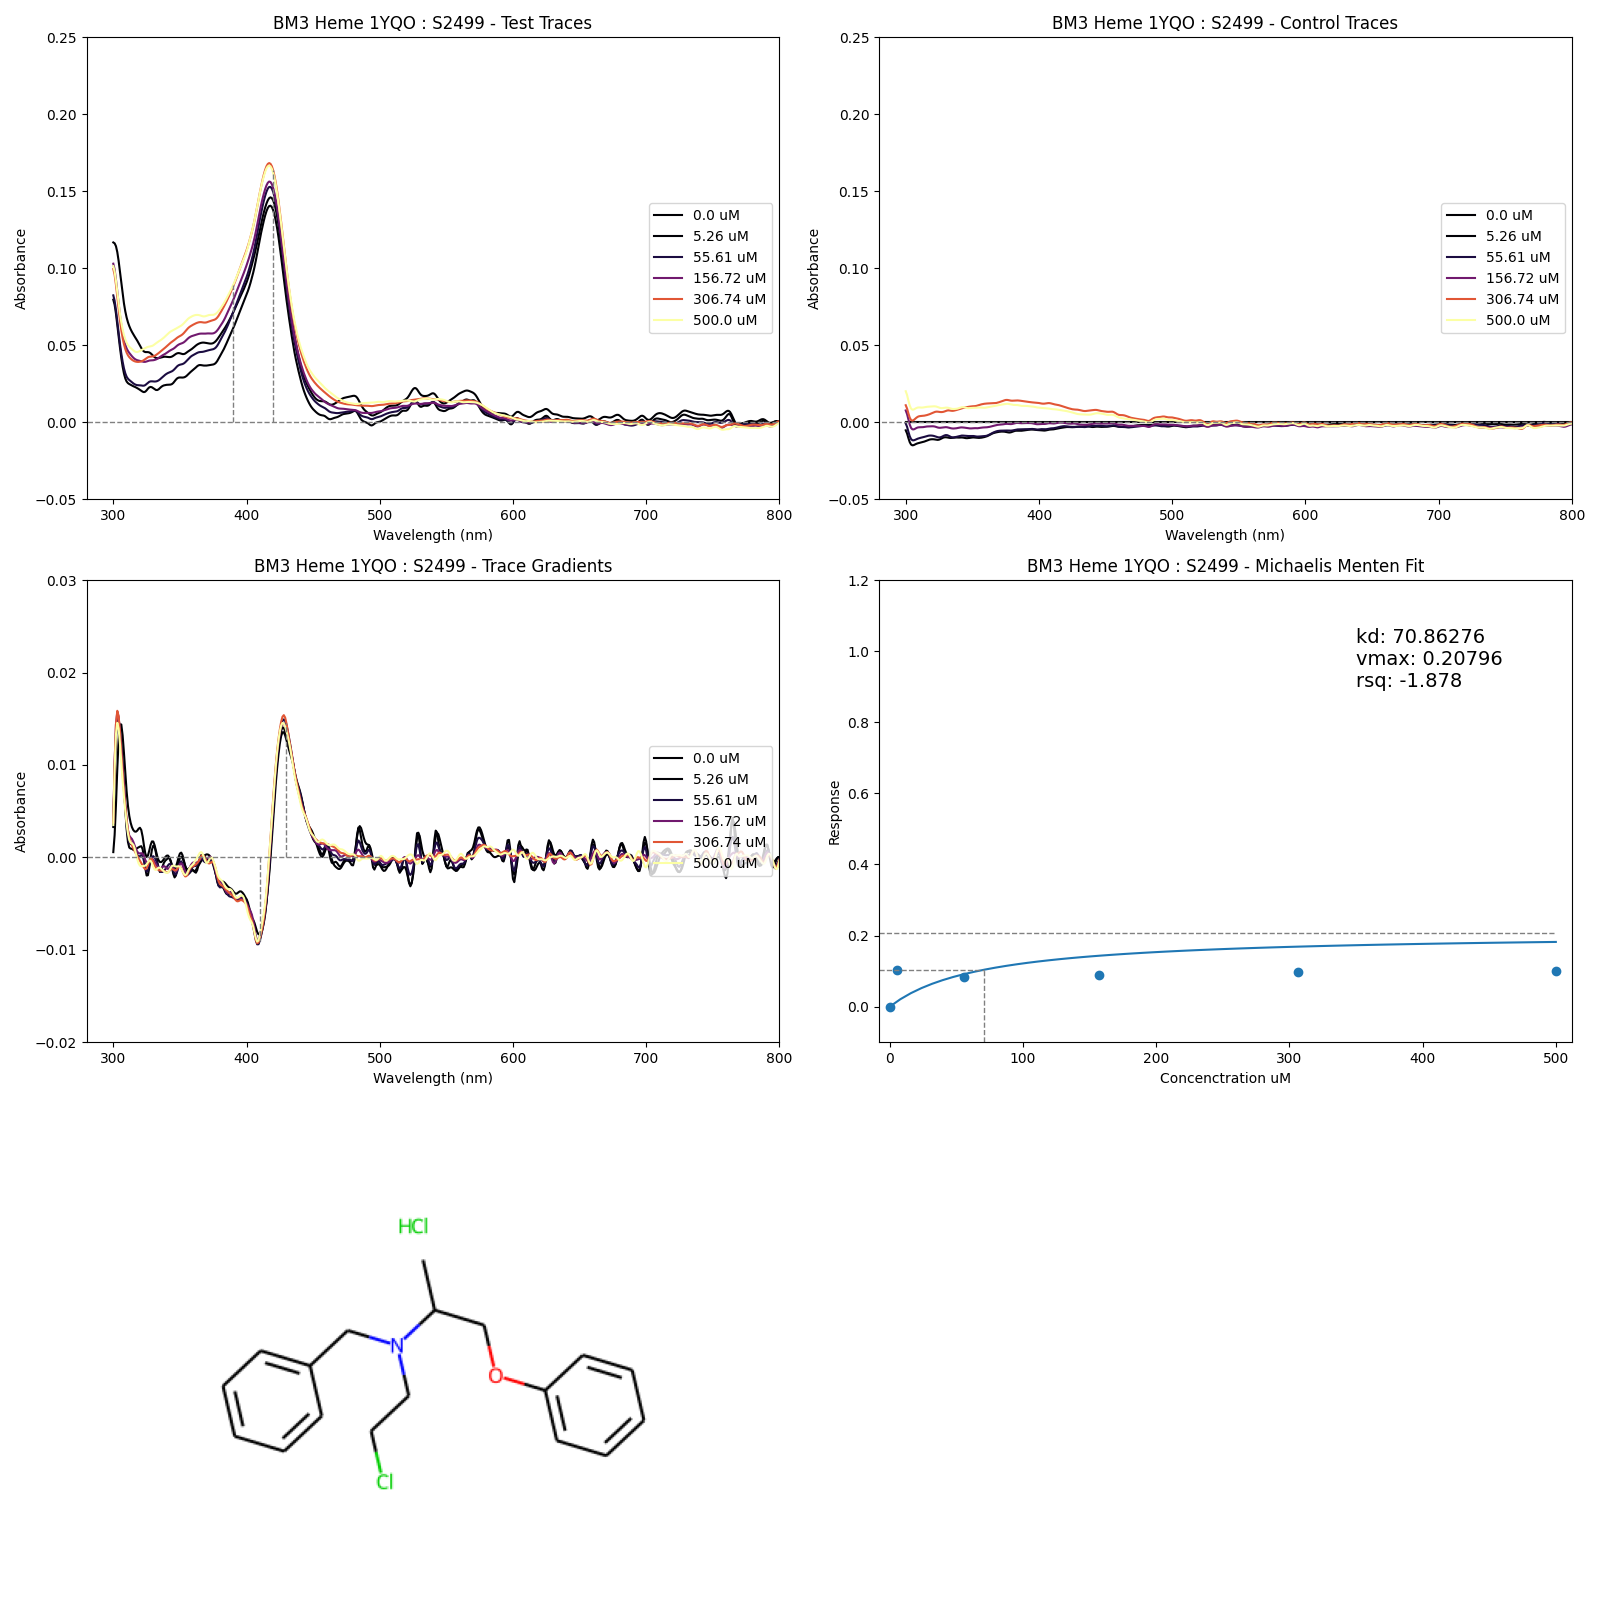 BM3 Heme 1YQO : S2499 - Test Traces
0.25
0.20
0.15
0.10
0.05
0.00
−0.05
Absorbance
300 400 500 600 700 800
Wavelength (nm)
0.0 uM
5.26 uM
55.61 uM
156.72 uM
306.74 uM
500.0 uM
BM3 Heme 1YQO : S2499 - Control Traces
0.25
0.20
0.15
0.10
0.05
0.00
−0.05
Absorbance
300 400 500 600 700 800
Wavelength (nm)
0.0 uM
5.26 uM
55.61 uM
156.72 uM
306.74 uM
500.0 uM
BM3 Heme 1YQO : S2499 - Trace Gradients
0.03
0.02
0.01
0.00
−0.01
−0.02
Absorbance
300 400 500 600 700 800
Wavelength (nm)
0.0 uM
5.26 uM
55.61 uM
156.72 uM
306.74 uM
500.0 uM
BM3 Heme 1YQO : S2499 - Michaelis Menten Fit
1.2
1.0
0.8
0.6
0.4
0.2
0.0
Response
kd: 70.86276
vmax: 0.20796
rsq: -1.878
0 100 200 300 400 500
Concenctration uM
HCl
N
O
Cl